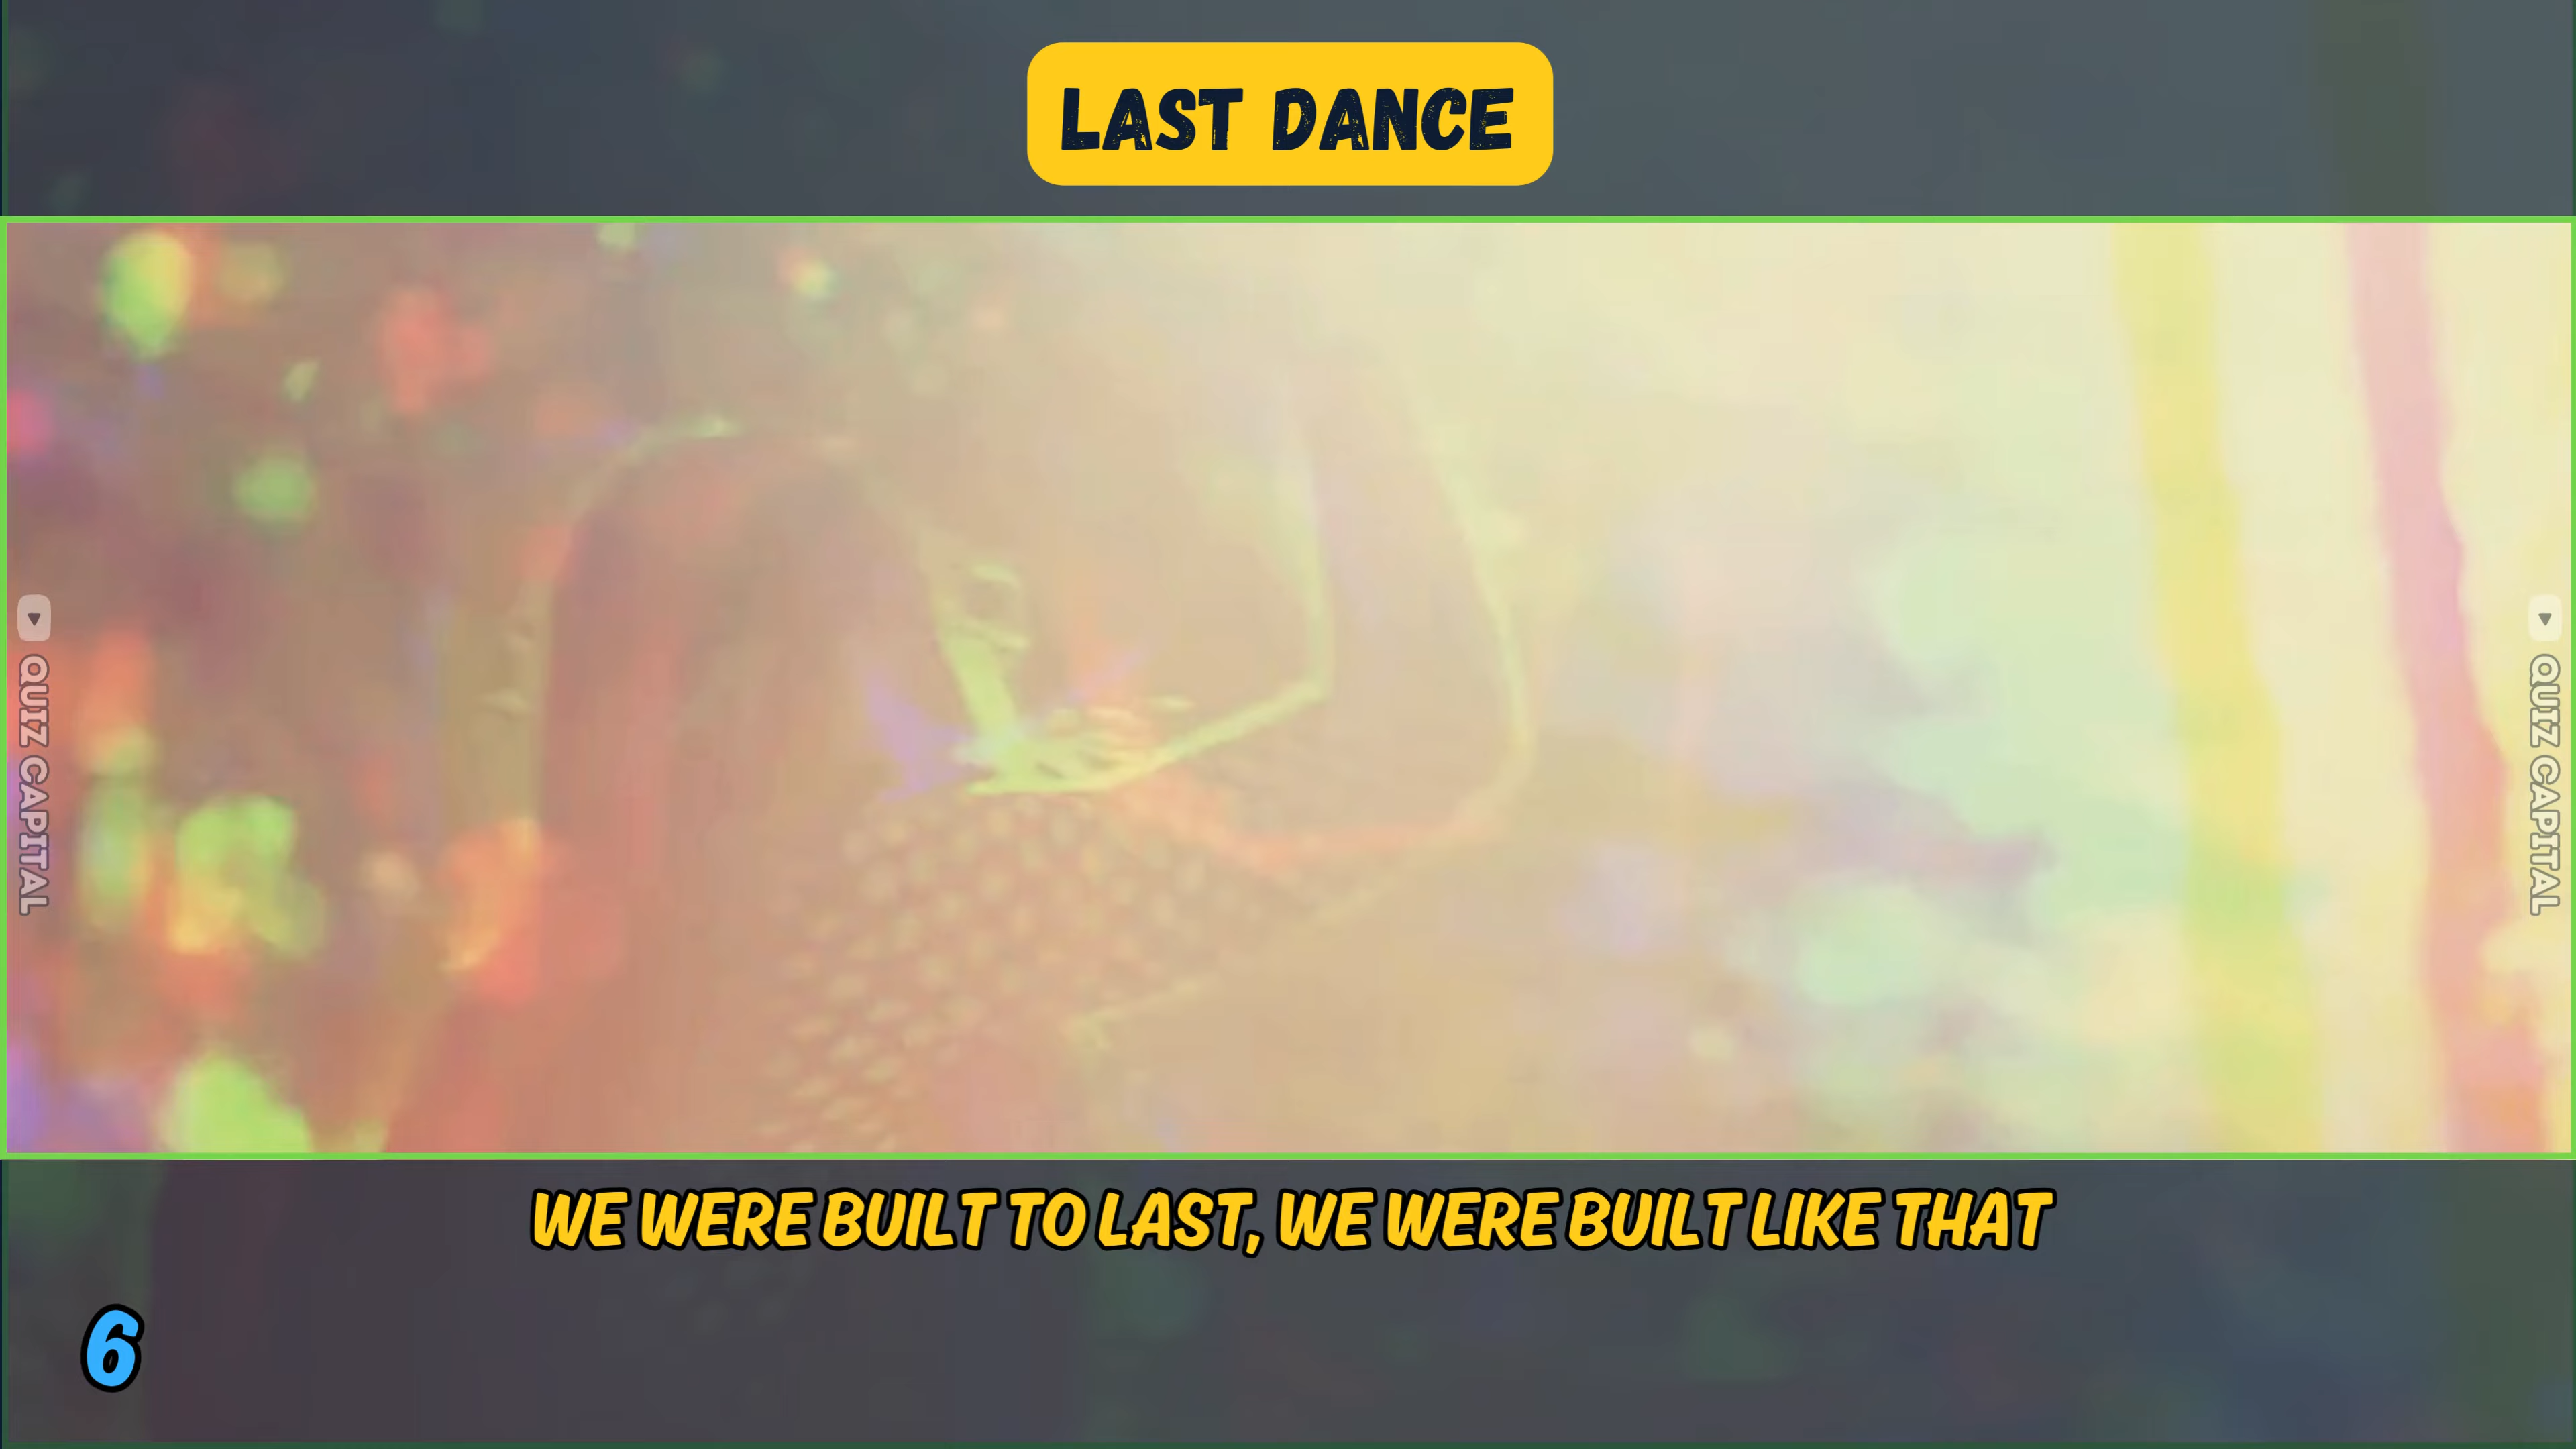 LAST DANCE
QUIZ CAPITAL
QUIZ CAPITAL
WE WERE BUILT TO LAST, WE WERE BUILT LIKE THAT
6